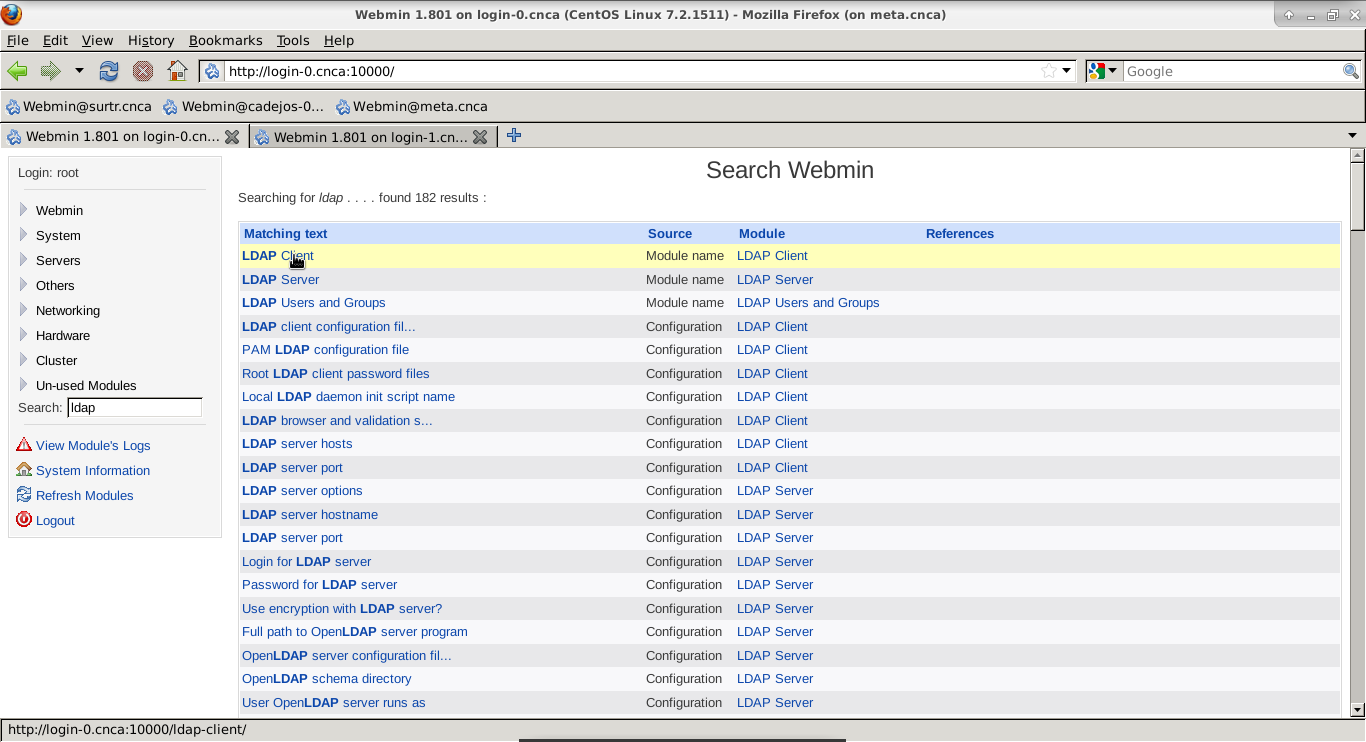 Webmin 1.801 on login-0.cnca (CentOS Linux 7.2.1511) - Mozilla Firefox (on meta.cnca)
File Edit View History Bookmarks Tools Help
http://login-0.cnca:10000/ Google
Webmin@surtr.cnca Webmin@cadejos-0... Webmin@meta.cnca
Webmin 1.801 on login-0.cn... Webmin 1.801 on login-1.cn...
Login: root
Webmin
System
Servers
Others
Networking
Hardware
Cluster
Un-used Modules
Search: ldap
View Module's Logs
System Information
Refresh Modules
Logout
Search Webmin
Searching for ldap . . . . found 182 results :
Matching text Source Module References
LDAP Client Module name LDAP Client
LDAP Server Module name LDAP Server
LDAP Users and Groups Module name LDAP Users and Groups
LDAP client configuration fil... Configuration LDAP Client
PAM LDAP configuration file Configuration LDAP Client
Root LDAP client password files Configuration LDAP Client
Local LDAP daemon init script name Configuration LDAP Client
LDAP browser and validation s... Configuration LDAP Client
LDAP server hosts Configuration LDAP Client
LDAP server port Configuration LDAP Client
LDAP server options Configuration LDAP Server
LDAP server hostname Configuration LDAP Server
LDAP server port Configuration LDAP Server
Login for LDAP server Configuration LDAP Server
Password for LDAP server Configuration LDAP Server
Use encryption with LDAP server? Configuration LDAP Server
Full path to OpenLDAP server program Configuration LDAP Server
OpenLDAP server configuration fil... Configuration LDAP Server
OpenLDAP schema directory Configuration LDAP Server
User OpenLDAP server runs as Configuration LDAP Server
http://login-0.cnca:10000/ldap-client/